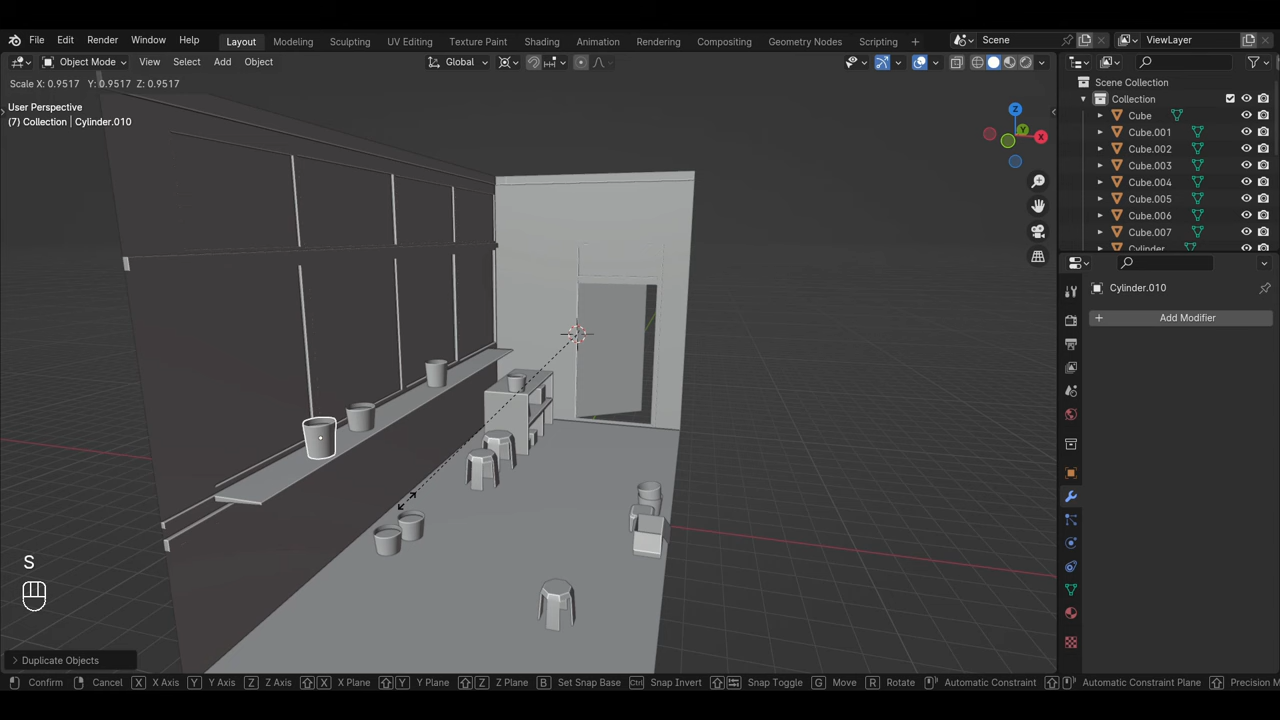 File Edit Render Window Help Layout Modeling Sculpting UV Editing Texture Paint Shading Animation Rendering Compositing Geometry Nodes Scripting + Scene ViewLayer
Object Mode View Select Add Object Global
Scale X: 0.9517 Y: 0.9517 Z: 0.9517
User Perspective
(7) Collection | Cylinder.010
Z
Y
X
Scene Collection
Collection
Cube
Cube.001
Cube.002
Cube.003
Cube.004
Cube.005
Cube.006
Cube.007
Cylinder
Cylinder.010
+ Add Modifier
S
Duplicate Objects
Confirm Cancel X X Axis Y Y Axis Z Z Axis X X Plane Y Y Plane Z Z Plane B Set Snap Base Ctrl Snap Invert Snap Toggle G Move R Rotate Automatic Constraint Automatic Constraint Plane Precision M